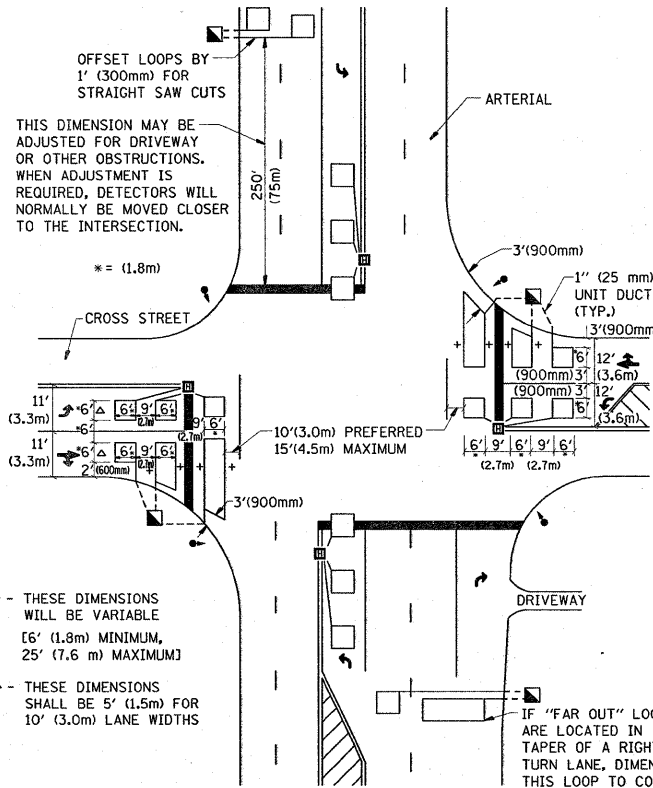 OFFSET LOOPS BY
1' (300mm) FOR
STRAIGHT SAW CUTS
ARTERIAL
THIS DIMENSION MAY BE
ADJUSTED FOR DRIVEWAY
OR OTHER OBSTRUCTIONS.
WHEN ADJUSTMENT IS
REQUIRED, DETECTORS WILL
NORMALLY BE MOVED CLOSER
TO THE INTERSECTION.
250'
(75m)
* = (1.8m)
H
3'(900mm)
1" (25 mm)
UNIT DUCT
(TYP.)
CROSS STREET
3'(900mm
*6'
12'
(3.6m)
(900mm) 3'
(900mm) 3'
12'
*6'
(3.6m)
H
6' 9' 6' 9' 6'
* * *
(2.7m) (2.7m)
H
11'
(3.3m)
*6'
6' 9' 6'
* *
(2.7m)
*6'
9' 6'
(2.7m) *
11'
(3.3m)
*6'
6' 9' 6'
* *
(2.7m)
2' (600mm)
10'(3.0m) PREFERRED
15'(4.5m) MAXIMUM
3'(900mm)
H
- THESE DIMENSIONS
WILL BE VARIABLE
[6' (1.8m) MINIMUM,
25' (7.6 m) MAXIMUM]
DRIVEWAY
- THESE DIMENSIONS
SHALL BE 5' (1.5m) FOR
10' (3.0m) LANE WIDTHS
IF "FAR OUT" LOO
ARE LOCATED IN
TAPER OF A RIGH
TURN LANE, DIMEN
THIS LOOP TO CO